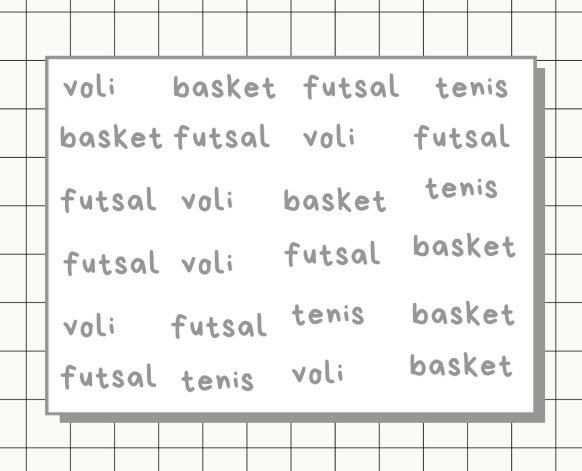 voli basket futsal tenis
basket futsal voli futsal
futsal voli basket tenis
futsal voli futsal basket
voli futsal tenis basket
futsal tenis voli basket